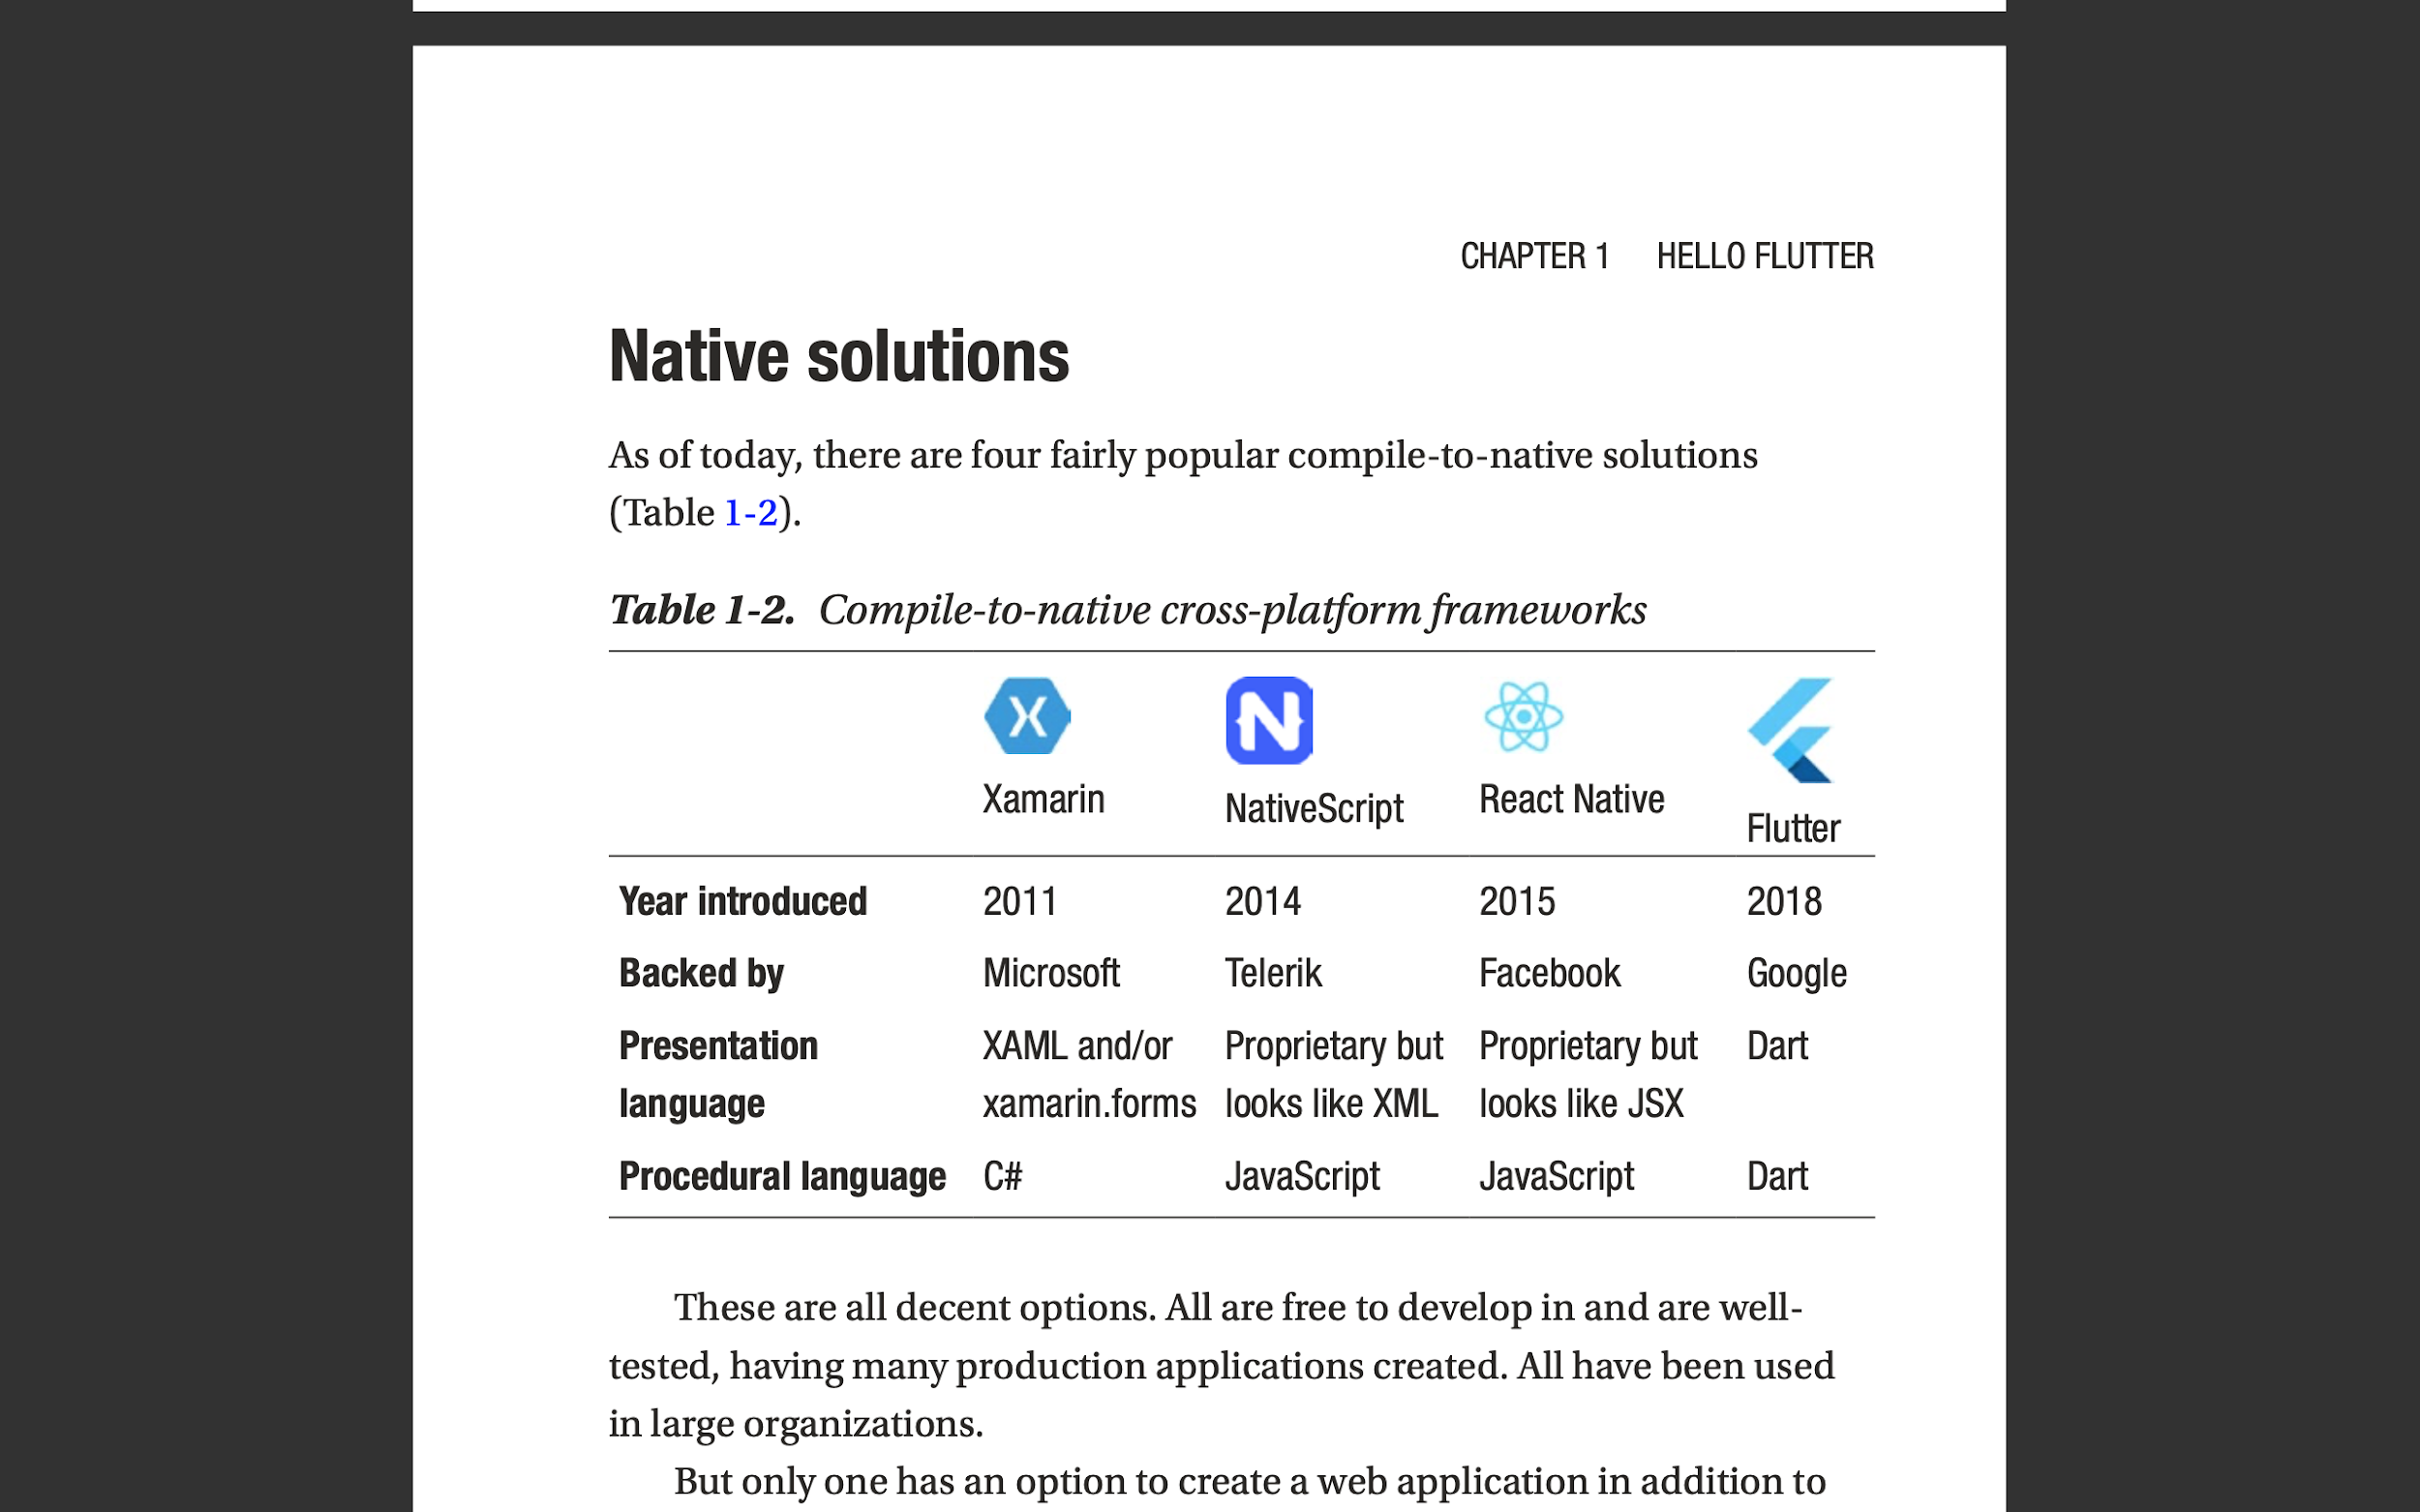 CHAPTER 1 HELLO FLUTTER
Native solutions
As of today, there are four fairly popular compile-to-native solutions
(Table 1-2).
Table 1-2. Compile-to-native cross-platform frameworks
Xamarin NativeScript React Native Flutter
Year introduced 2011 2014 2015 2018
Backed by Microsoft Telerik Facebook Google
Presentation XAML and/or Proprietary but Proprietary but Dart
language xamarin.forms looks like XML looks like JSX
Procedural language C# JavaScript JavaScript Dart
These are all decent options. All are free to develop in and are well-
tested, having many production applications created. All have been used
in large organizations.
But only one has an option to create a web application in addition to